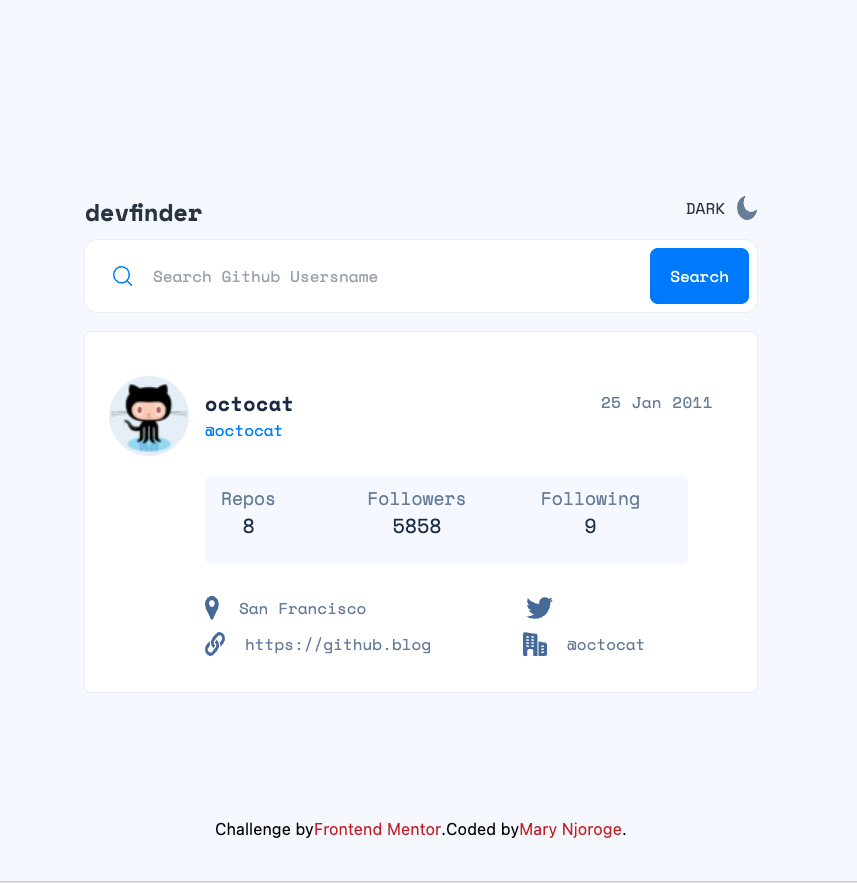 devfinder
DARK
Search Github Usersname
Search
octocat
25 Jan 2011
@octocat
Repos Followers Following
8 5858 9
San Francisco
https://github.blog @octocat
Challenge byFrontend Mentor.Coded byMary Njoroge.